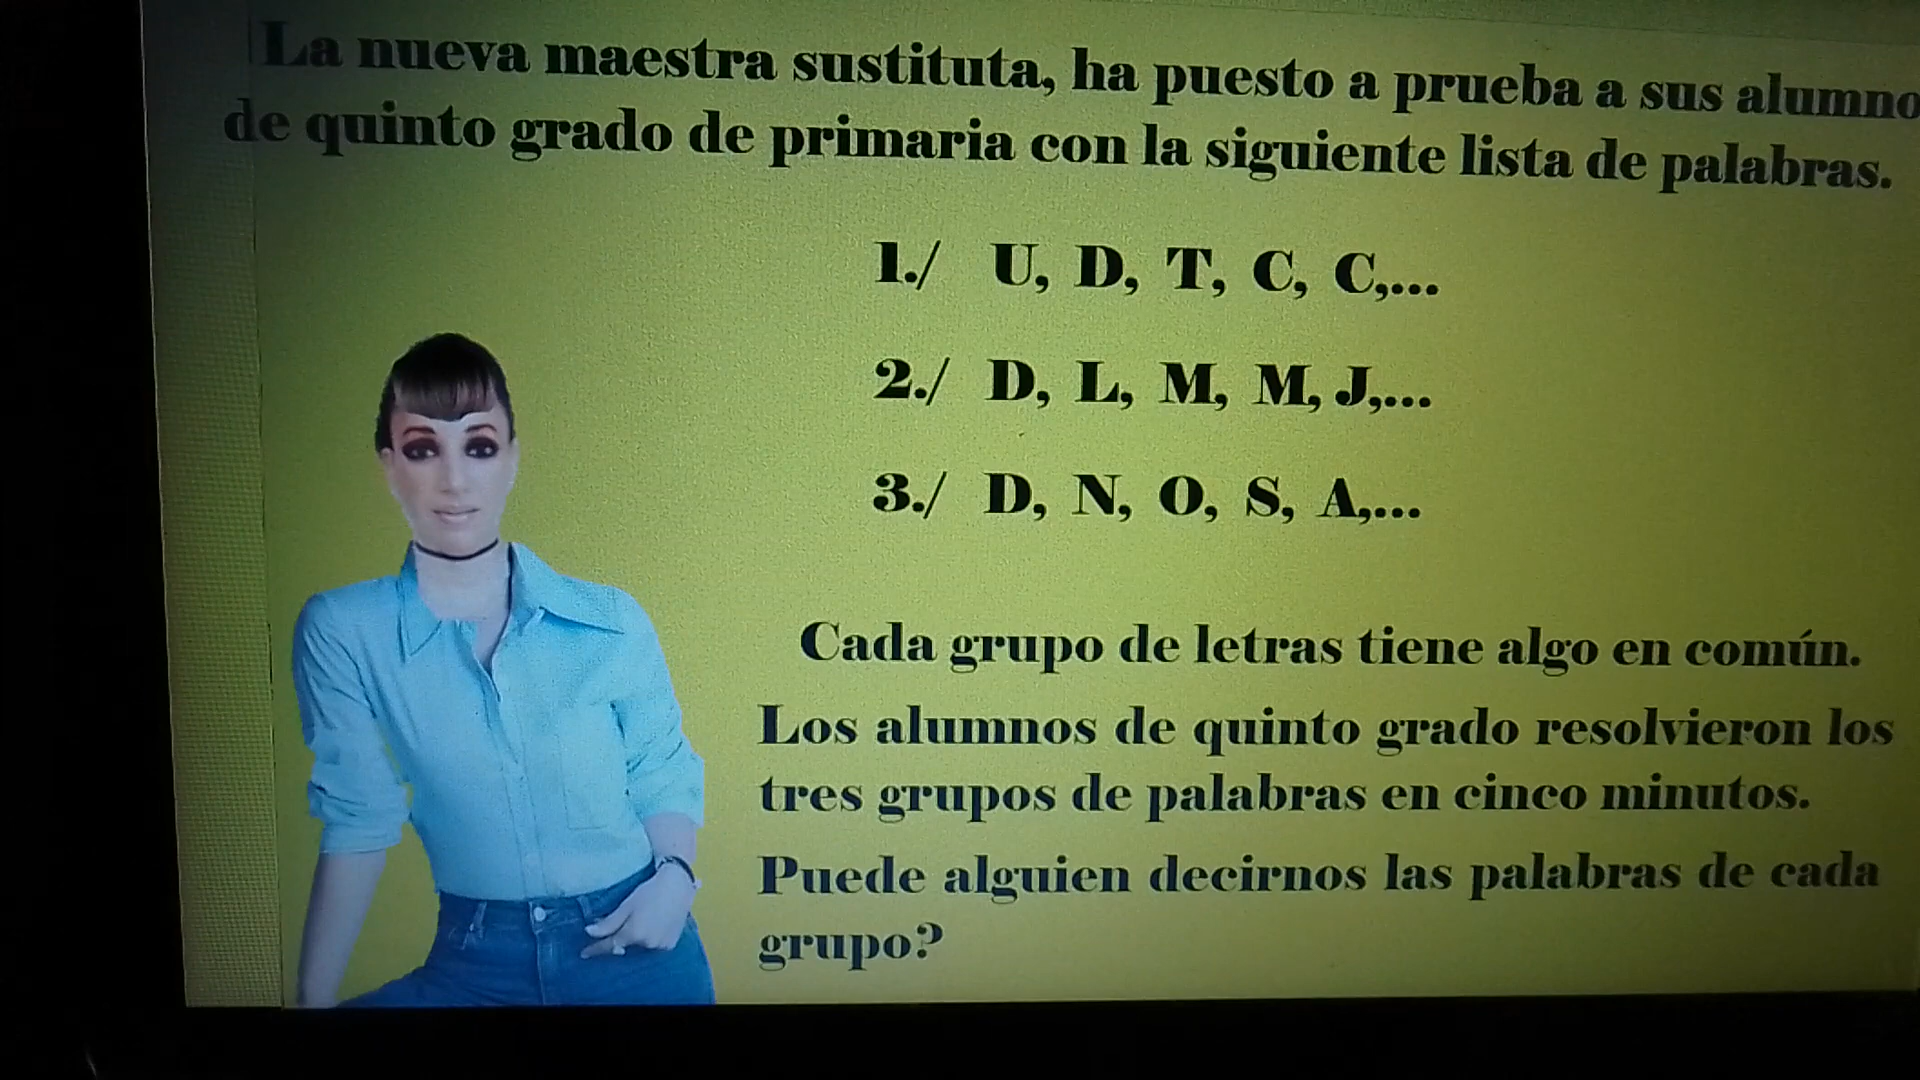 La nueva maestra sustituta, ha puesto a prueba a sus alumno
de quinto grado de primaria con la siguiente lista de palabras.
1./ U, D, T, C, C,...
2./ D, L, M, M, J,...
3./ D, N, O, S, A,...
Cada grupo de letras tiene algo en común.
Los alumnos de quinto grado resolvieron los
tres grupos de palabras en cinco minutos.
Puede alguien decirnos las palabras de cada
grupo?